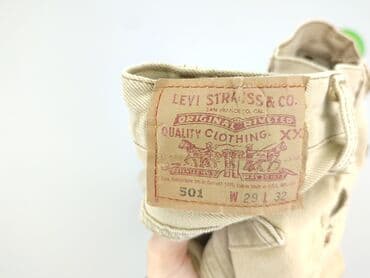 LEVI STRAUSS & CO.
SAN FRANCISCO, CAL.
ORIGINAL RIVETED
QUALITY CLOTHING XX
501 W 29 L 32